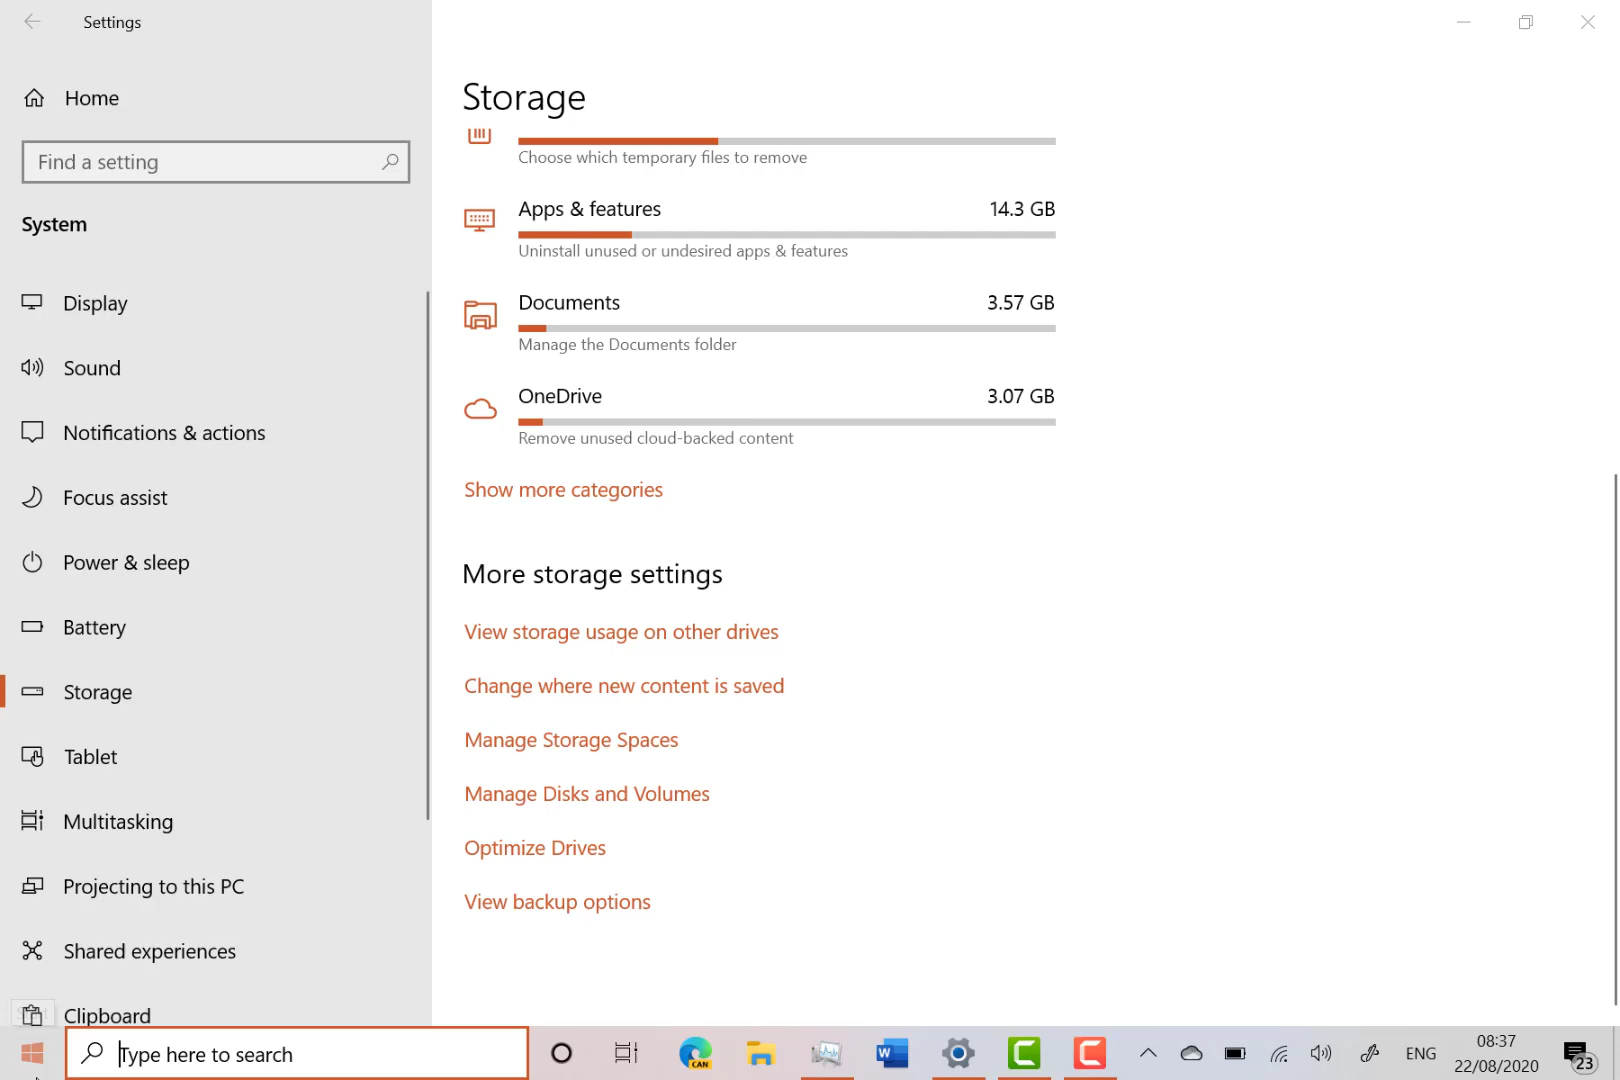 Settings
Home
Find a setting
System
Display
Sound
Notifications & actions
Focus assist
Power & sleep
Battery
Storage
Tablet
Multitasking
Projecting to this PC
Shared experiences
Clipboard
Storage
Choose which temporary files to remove
Apps & features 14.3 GB
Uninstall unused or undesired apps & features
Documents 3.57 GB
Manage the Documents folder
OneDrive 3.07 GB
Remove unused cloud-backed content
Show more categories
More storage settings
View storage usage on other drives
Change where new content is saved
Manage Storage Spaces
Manage Disks and Volumes
Optimize Drives
View backup options
Type here to search
CAN
W
ENG
08:37
22/08/2020
23